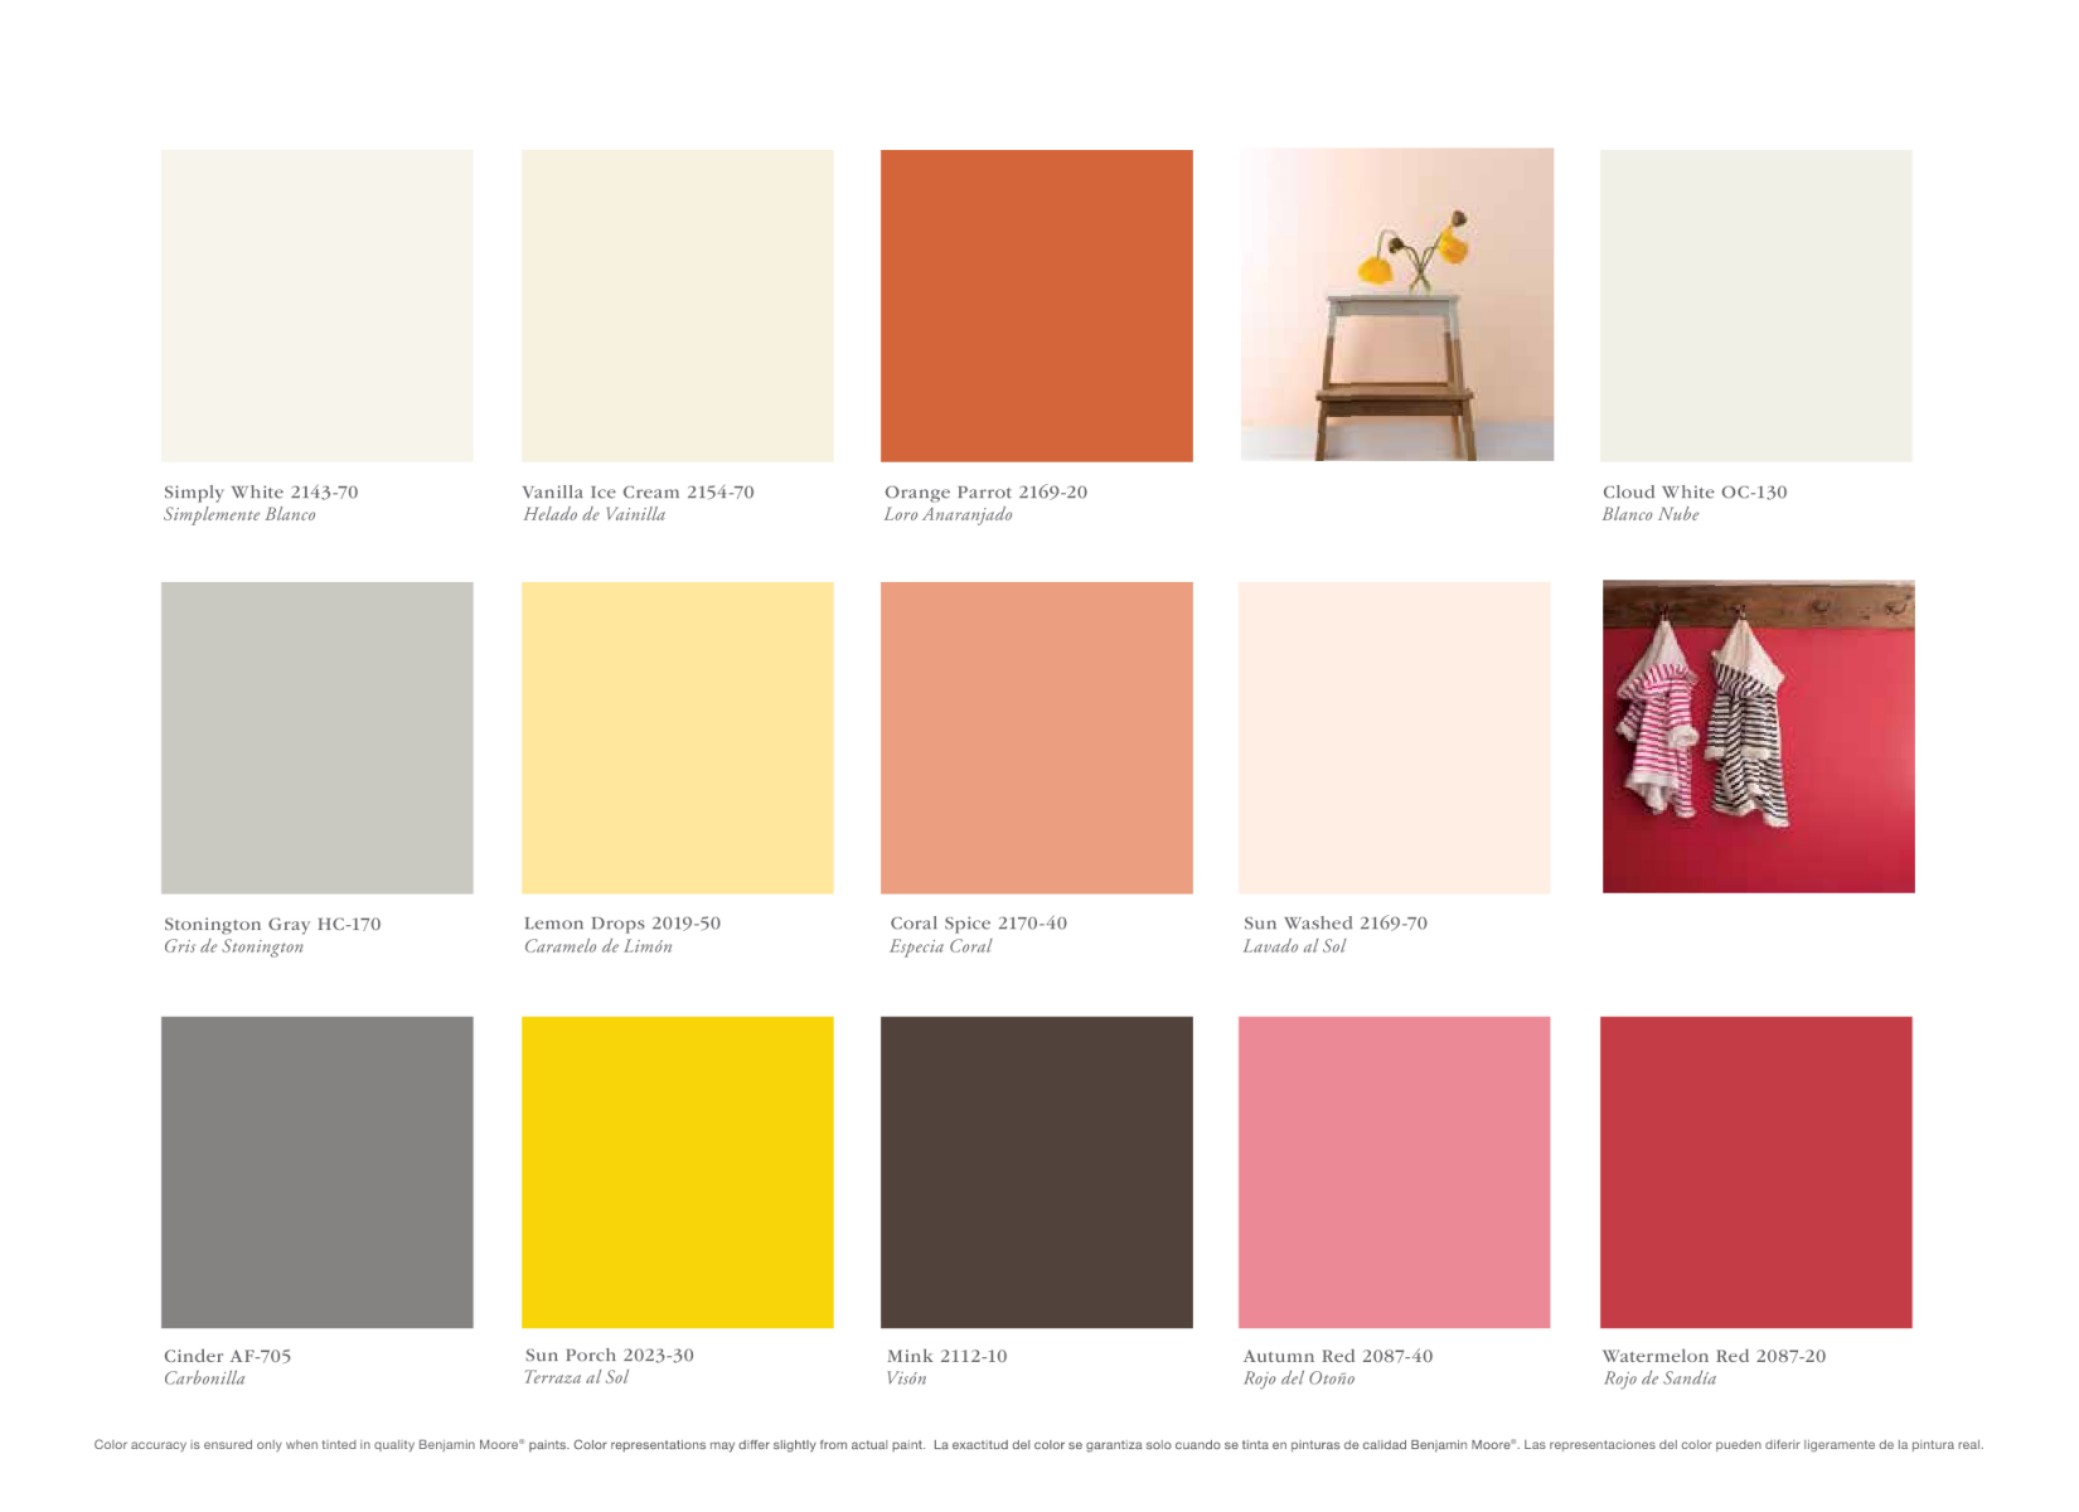 Simply White 2143-70
Simplemente Blanco
Vanilla Ice Cream 2154-70
Helado de Vainilla
Orange Parrot 2169-20
Loro Anaranjado
Cloud White OC-130
Blanco Nube
Stonington Gray HC-170
Gris de Stonington
Lemon Drops 2019-50
Caramelo de Limón
Coral Spice 2170-40
Especia Coral
Sun Washed 2169-70
Lavado al Sol
Cinder AF-705
Carbonilla
Sun Porch 2023-30
Terraza al Sol
Mink 2112-10
Visón
Autumn Red 2087-40
Rojo del Otoño
Watermelon Red 2087-20
Rojo de Sandía
Color accuracy is ensured only when tinted in quality Benjamin Moore® paints. Color representations may differ slightly from actual paint. La exactitud del color se garantiza solo cuando se tinta en pinturas de calidad Benjamin Moore®. Las representaciones del color pueden diferir ligeramente de la pintura real.